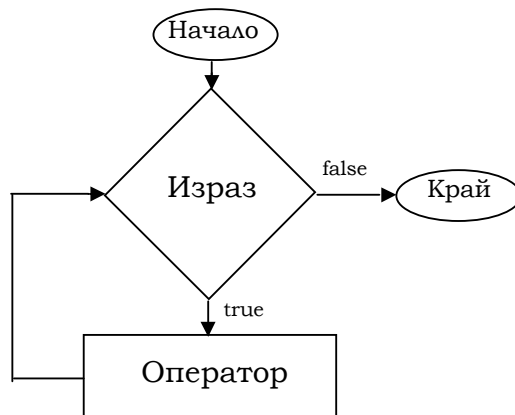 Начало
Израз
false
Край
true
Оператор